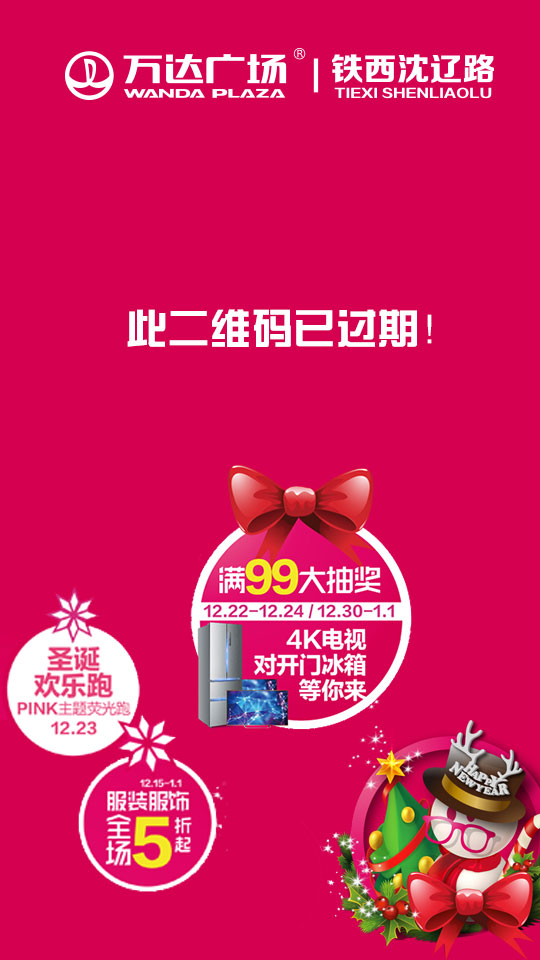 万达广场® | 铁西沈辽路
WANDA PLAZA TIEXI SHENLIAOLU
此二维码已过期！
满99大抽奖
12.22-12.24 / 12.30-1.1
4K电视
对开门冰箱
等你来
圣诞
欢乐跑
PINK主题荧光跑
12.23
12.15-1.1
服装服饰
全场5折起
HAPPY
NEW YEAR